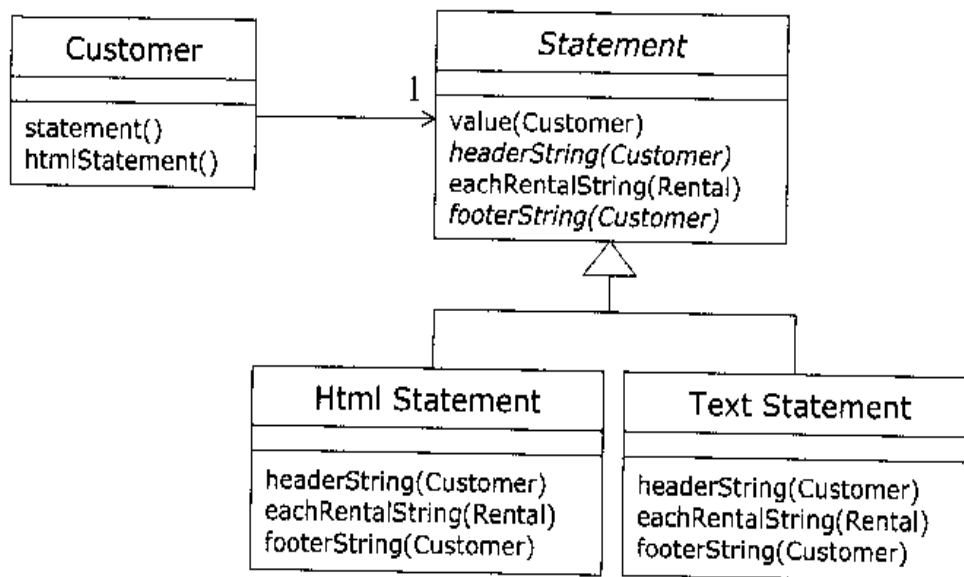 Customer
statement()
htmlStatement()
1
Statement
value(Customer)
headerString(Customer)
eachRentalString(Rental)
footerString(Customer)
Html Statement
headerString(Customer)
eachRentalString(Rental)
footerString(Customer)
Text Statement
headerString(Customer)
eachRentalString(Rental)
footerString(Customer)